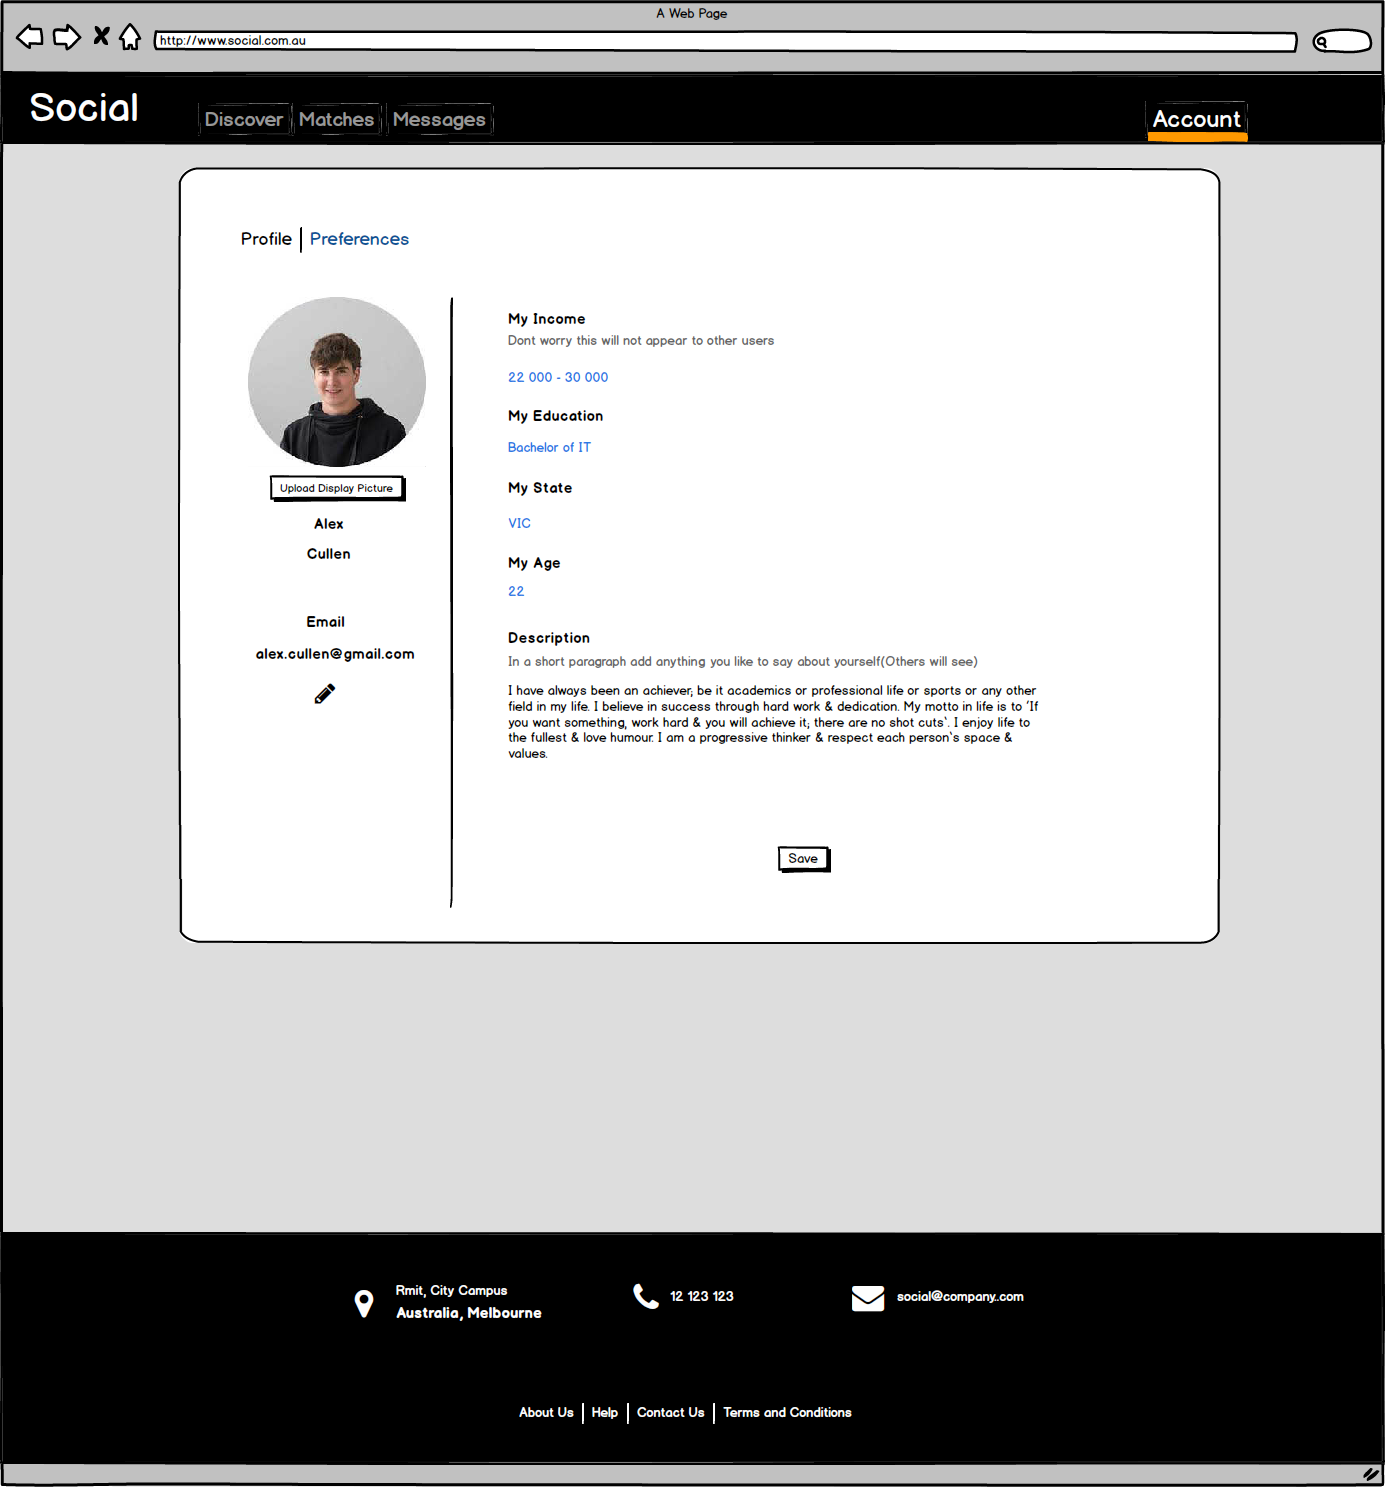 A Web Page
http://www.social.com.au
Social
Discover
Matches
Messages
Account
Profile
Preferences
Upload Display Picture
Alex
Cullen
Email
alex.cullen@gmail.com
My Income
Dont worry this will not appear to other users
22 000 - 30 000
My Education
Bachelor of IT
My State
VIC
My Age
22
Description
In a short paragraph add anything you like to say about yourself(Others will see)
I have always been an achiever; be it academics or professional life or sports or any other
field in my life. I believe in success through hard work & dedication. My motto in life is to 'If
you want something, work hard & you will achieve it; there are no shot cuts`. I enjoy life to
the fullest & love humour. I am a progressive thinker & respect each person`s space &
values.
Save
Rmit, City Campus
Australia, Melbourne
12 123 123
social@company..com
About Us
Help
Contact Us
Terms and Conditions